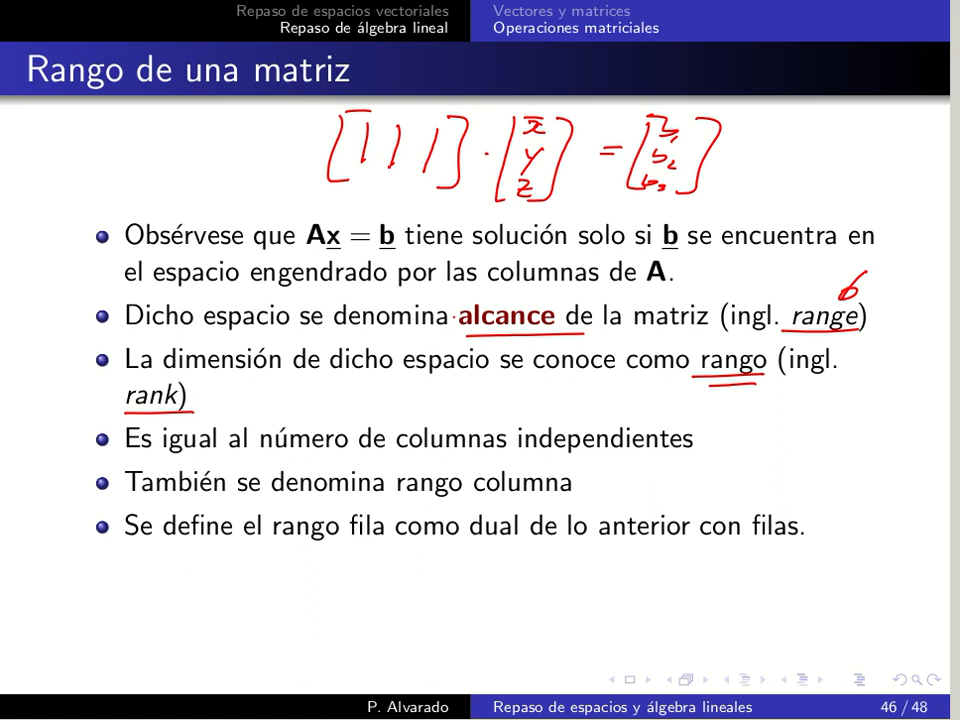 Repaso de espacios vectoriales
Repaso de álgebra lineal
Vectores y matrices
Operaciones matriciales
Rango de una matriz
[| | |] · [x y z] = [b₁ b₂ b₃]
Obsérvese que Ax = b tiene solución solo si b se encuentra en
el espacio engendrado por las columnas de A.
b
Dicho espacio se denomina alcance de la matriz (ingl. range)
La dimensión de dicho espacio se conoce como rango (ingl.
rank)
Es igual al número de columnas independientes
También se denomina rango columna
Se define el rango fila como dual de lo anterior con filas.
P. Alvarado
Repaso de espacios y álgebra lineales
46 / 48